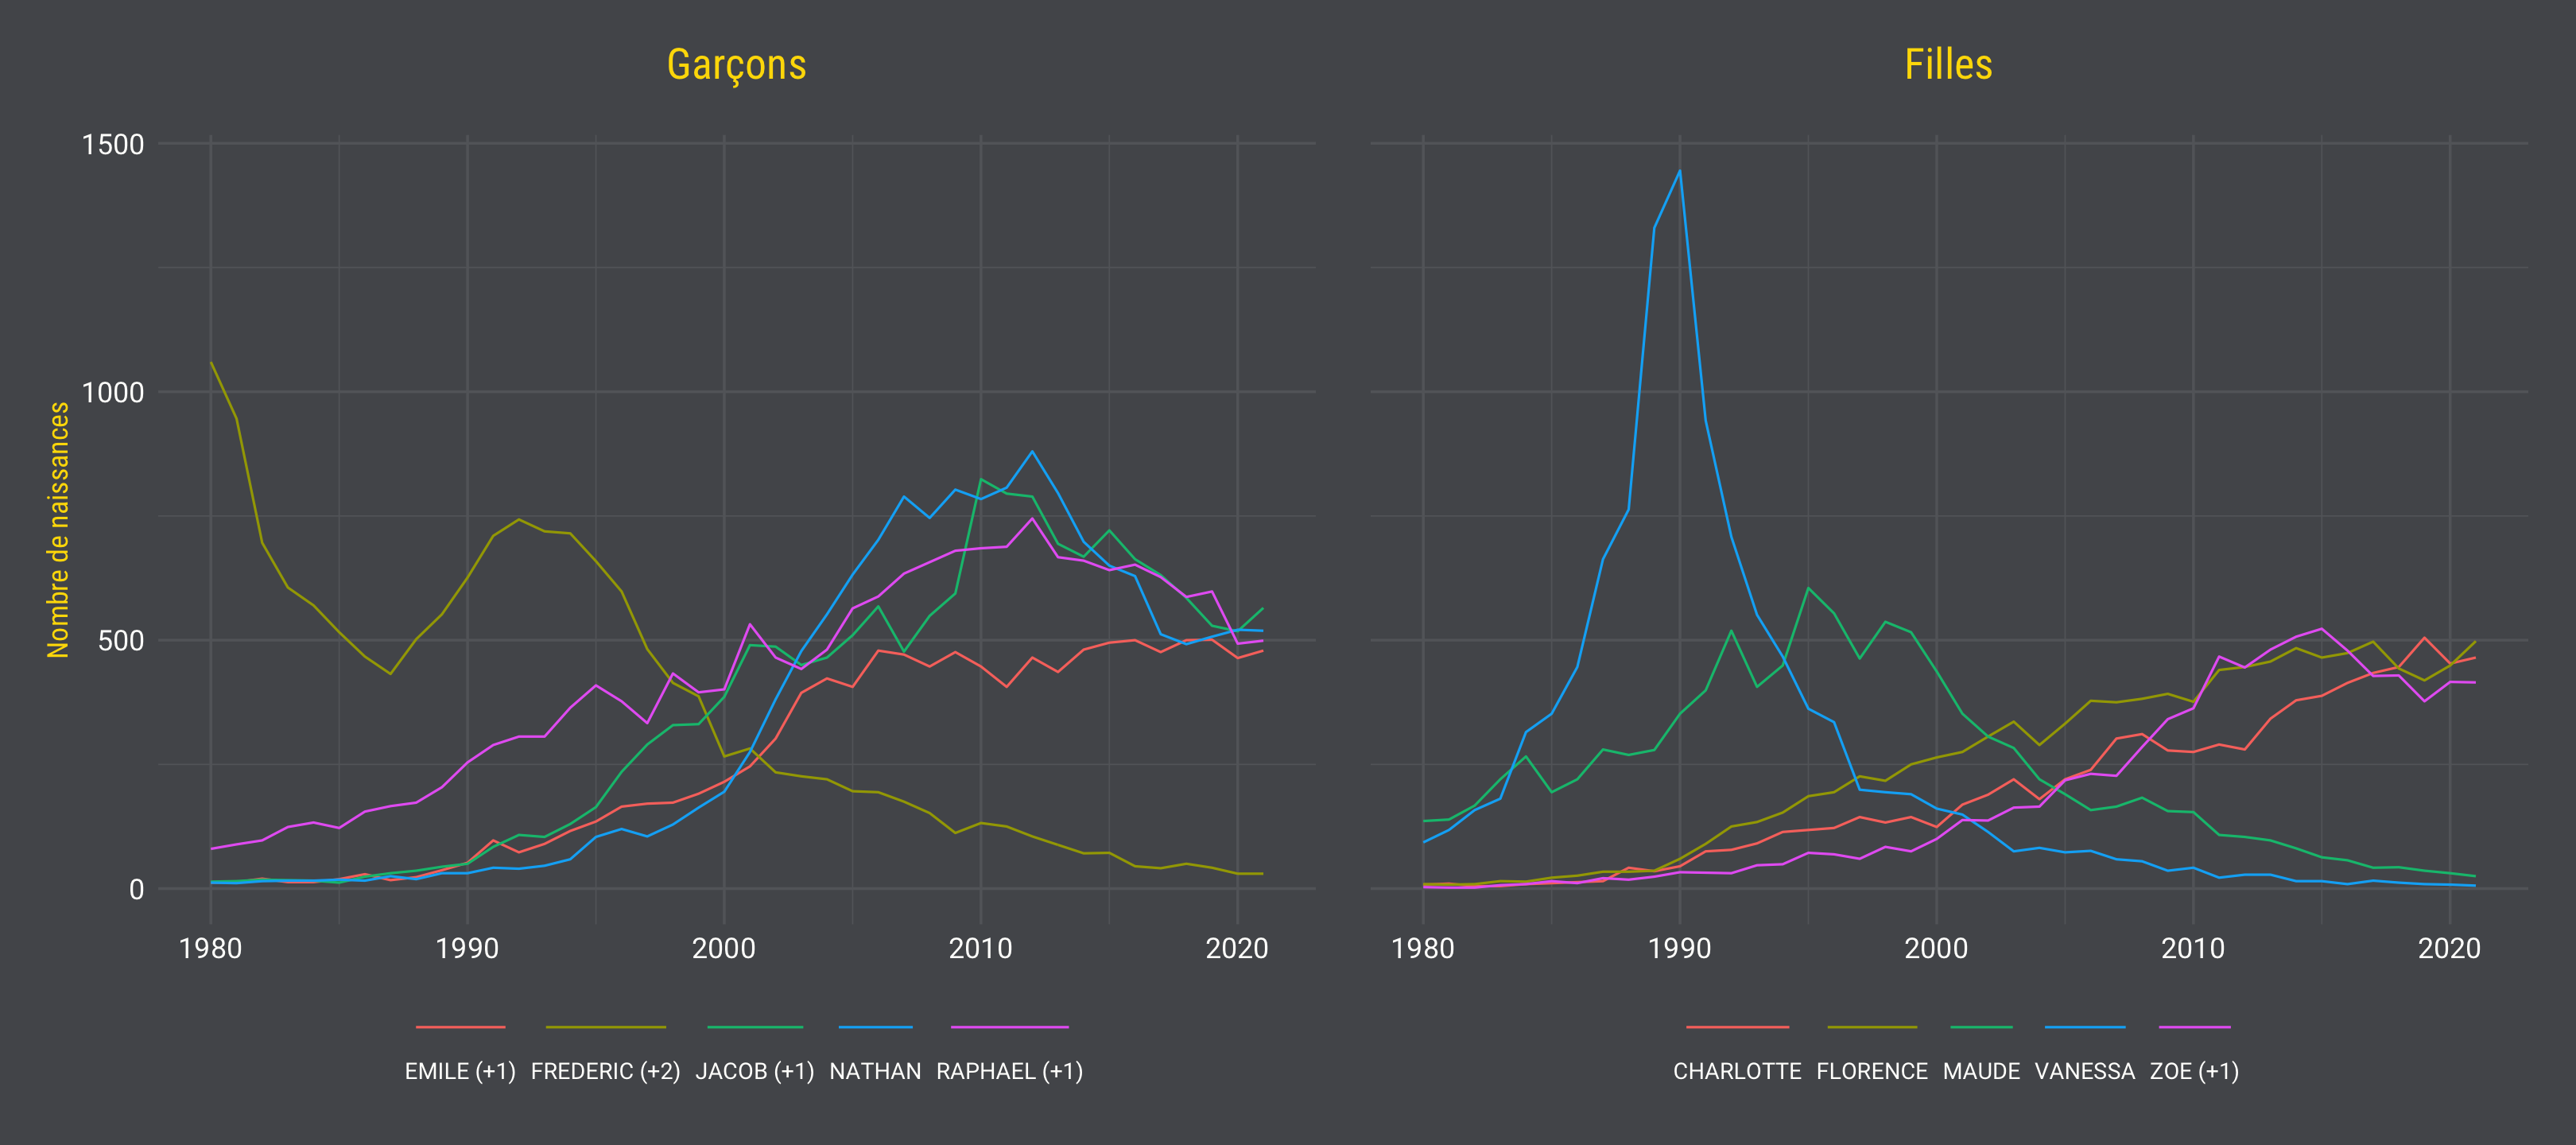 Garçons
Filles
Nombre de naissances
1500
1000
500
0
1980 1990 2000 2010 2020
1980 1990 2000 2010 2020
EMILE (+1) FREDERIC (+2) JACOB (+1) NATHAN RAPHAEL (+1)
CHARLOTTE FLORENCE MAUDE VANESSA ZOE (+1)